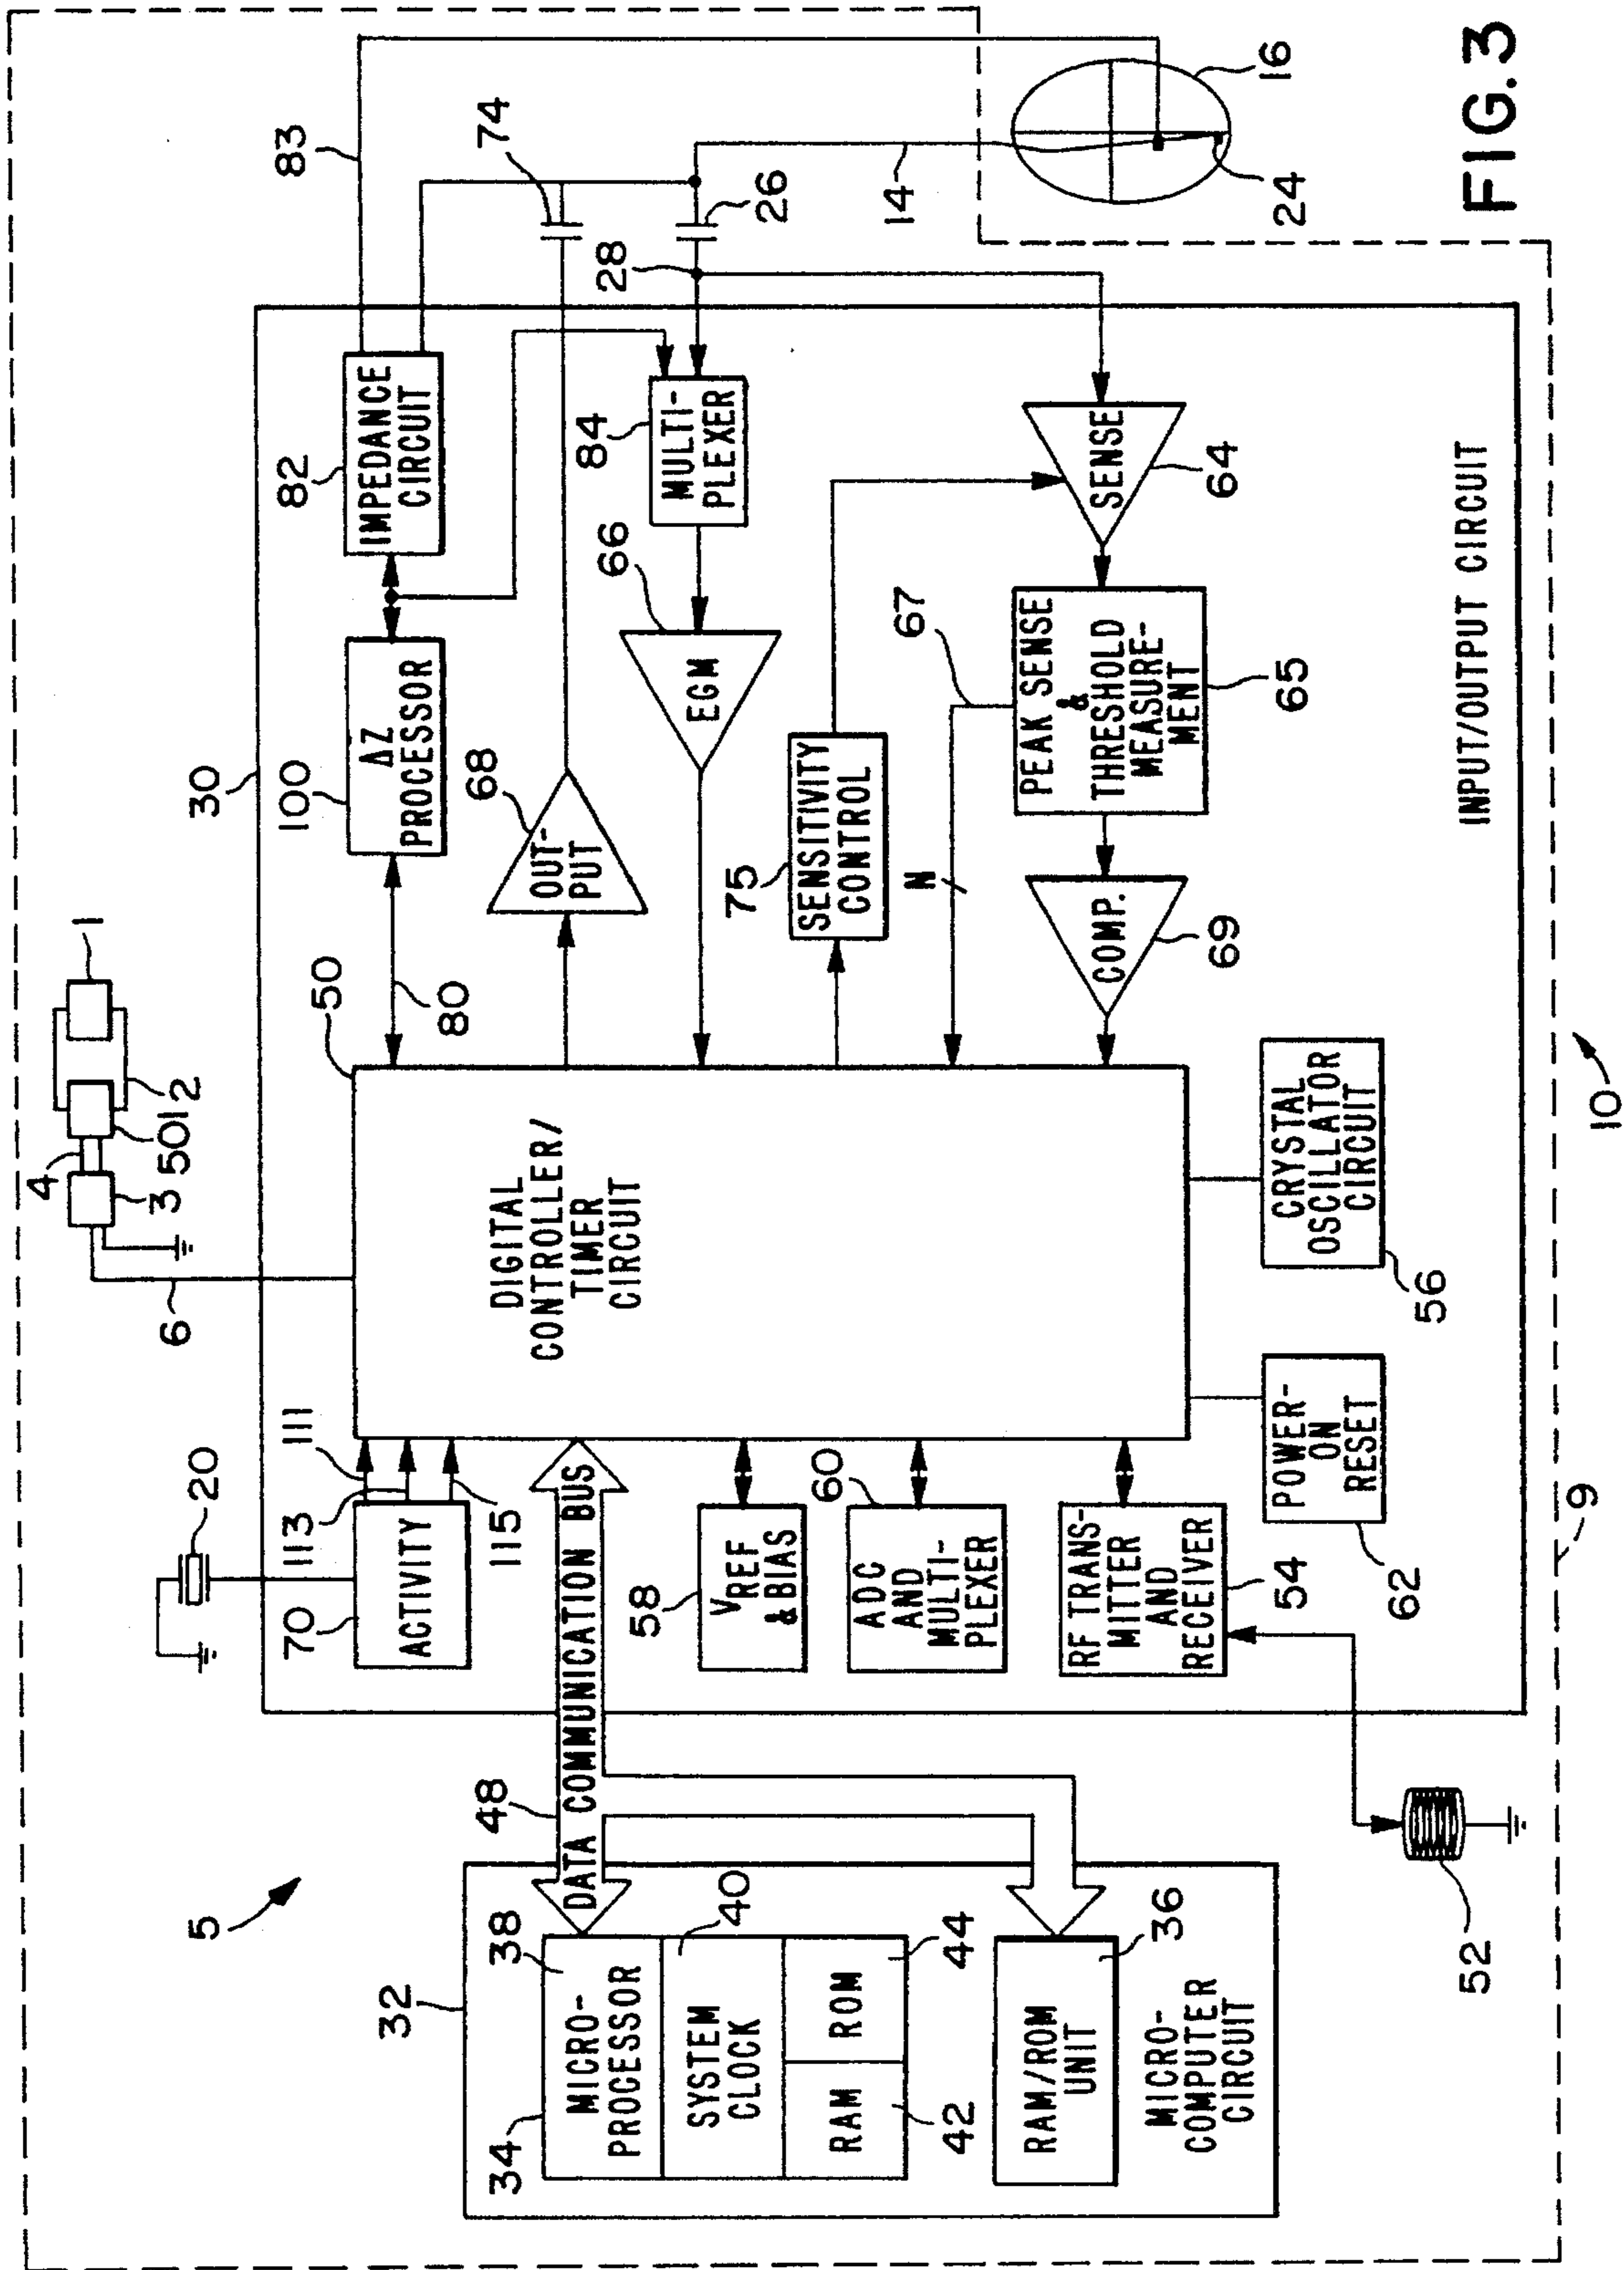 5
32
34
MICRO-
PROCESSOR
38
SYSTEM
CLOCK
40
RAM
ROM
42
44
RAM/ROM
UNIT
36
MICRO-
COMPUTER
CIRCUIT
48
DATA COMMUNICATION BUS
52
9
10
20
70
ACTIVITY
111
113
115
58
VREF
& BIAS
60
ADC
AND
MULTI-
PLEXER
RF TRANS-
MITTER
AND
RECEIVER
54
POWER-
ON
RESET
62
6
3
4
501
2
1
30
50
DIGITAL
CONTROLLER/
TIMER
CIRCUIT
CRYSTAL
OSCILLATOR
CIRCUIT
56
80
100
ΔZ
PROCESSOR
82
IMPEDANCE
CIRCUIT
83
68
OUT-
PUT
74
66
EGM
84
MULTI-
PLEXER
28
26
75
SENSITIVITY
CONTROL
N
67
COMP.
69
PEAK SENSE
&
THRESHOLD
MEASURE-
MENT
65
SENSE
64
INPUT/OUTPUT CIRCUIT
14
16
24
FIG. 3